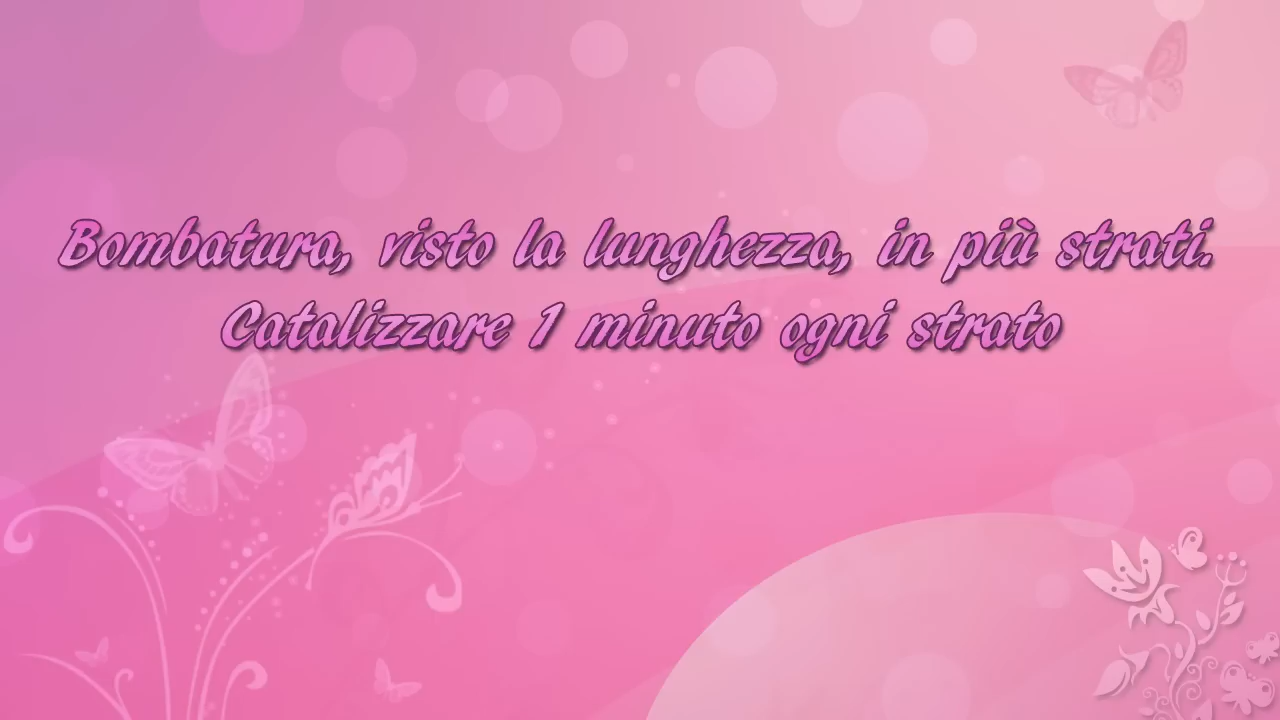 Bombatura, visto la lunghezza, in più strati.
Catalizzare 1 minuto ogni strato